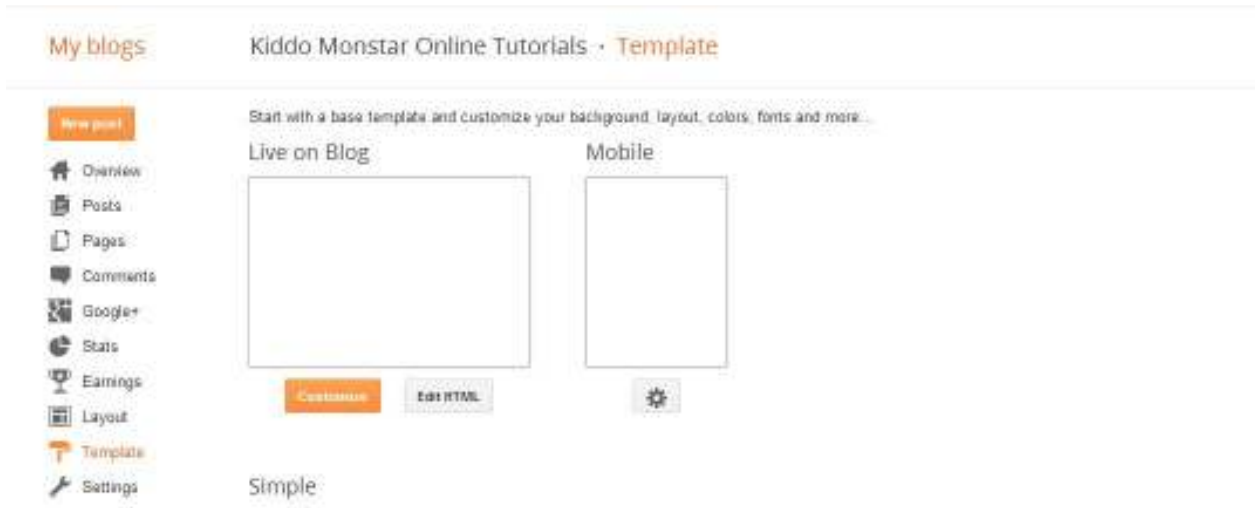 My blogs
Kiddo Monstar Online Tutorials · Template
New post
Start with a base template and customize your background, layout, colors, fonts and more...
Live on Blog
Mobile
Overview
Posts
Pages
Comments
Google+
Stats
Earnings
Layout
Template
Settings
Customize
Edit HTML
Simple